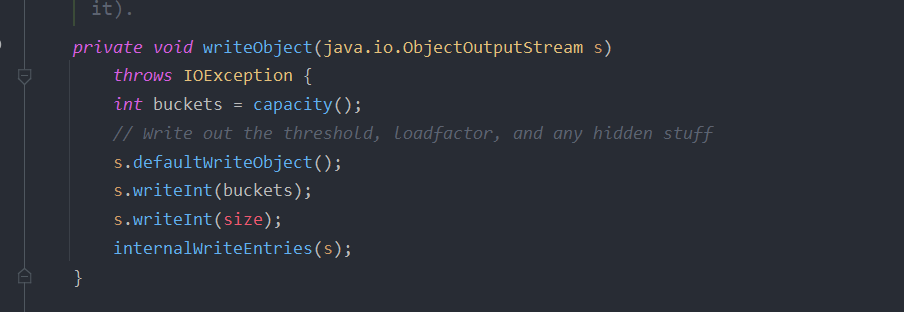 it).
private void writeObject(java.io.ObjectOutputStream s)
throws IOException {
int buckets = capacity();
// Write out the threshold, loadfactor, and any hidden stuff
s.defaultWriteObject();
s.writeInt(buckets);
s.writeInt(size);
internalWriteEntries(s);
}